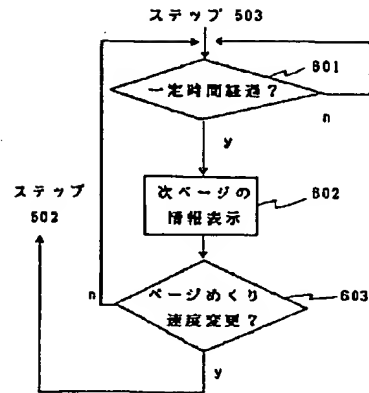 ステップ 503
一定時間経過？
601
n
y
次ページの
情報表示
602
ステップ
502
ページめくり
速度変更？
603
n
y